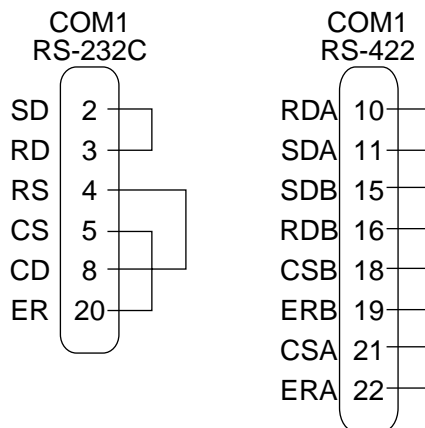 COM1
RS-232C
SD 2
RD 3
RS 4
CS 5
CD 8
ER 20
COM1
RS-422
RDA 10
SDA 11
SDB 15
RDB 16
CSB 18
ERB 19
CSA 21
ERA 22